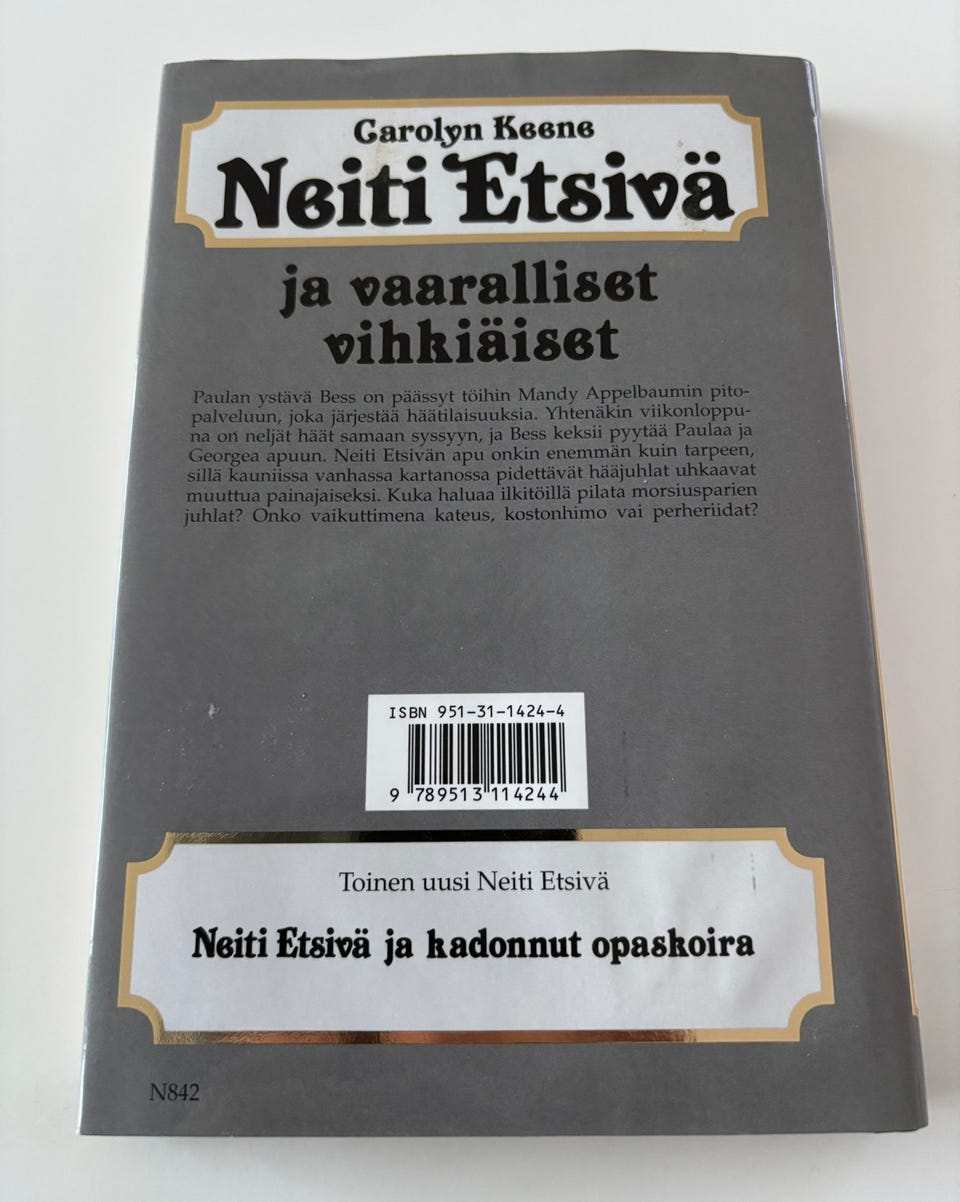 Carolyn Keene
Neiti Etsivä
ja vaaralliset
vihkiäiset
Paulan ystävä Bess on päässyt töihin Mandy Appelbaumin pito-
palveluun, joka järjestää häätilaisuuksia. Yhtenäkin viikonloppu-
na on neljät häät samaan syssyyn, ja Bess keksii pyytää Paulaa ja
Georgea apuun. Neiti Etsivän apu onkin enemmän kuin tarpeen,
sillä kauniissa vanhassa kartanossa pidettävät hääjuhlat uhkaavat
muuttua painajaiseksi. Kuka haluaa ilkitöillä pilata morsiusparien
juhlat? Onko vaikuttimena kateus, kostonhimo vai perheriidat?
ISBN 951-31-1424-4
9 789513 114244
Toinen uusi Neiti Etsivä
Neiti Etsivä ja kadonnut opaskoira
N842